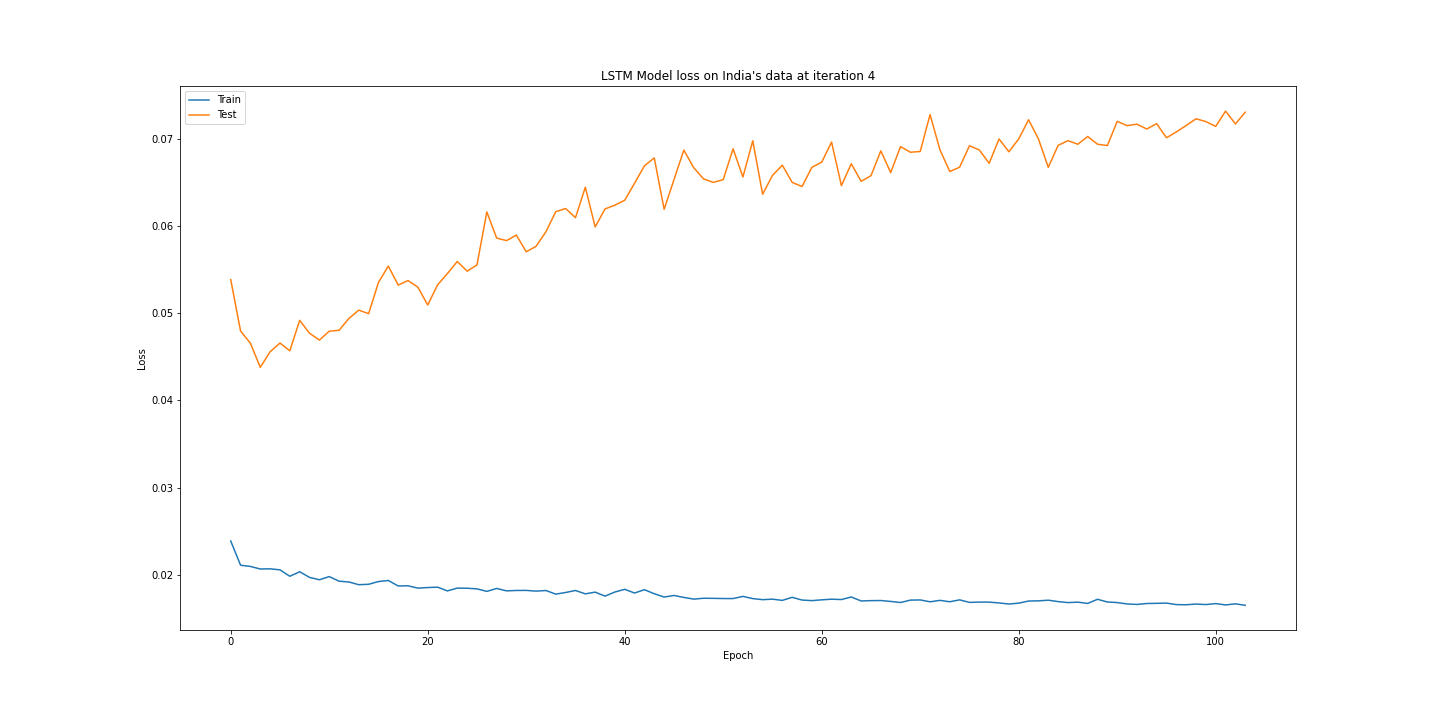 LSTM Model loss on India's data at iteration 4
Train
Test
0.07
0.06
0.05
0.04
0.03
0.02
Loss
0 20 40 60 80 100
Epoch